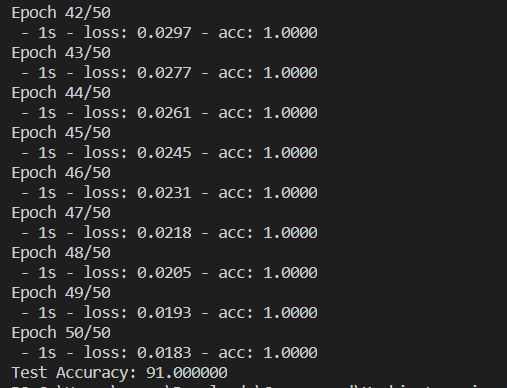 Epoch 42/50
 - 1s - loss: 0.0297 - acc: 1.0000
Epoch 43/50
 - 1s - loss: 0.0277 - acc: 1.0000
Epoch 44/50
 - 1s - loss: 0.0261 - acc: 1.0000
Epoch 45/50
 - 1s - loss: 0.0245 - acc: 1.0000
Epoch 46/50
 - 1s - loss: 0.0231 - acc: 1.0000
Epoch 47/50
 - 1s - loss: 0.0218 - acc: 1.0000
Epoch 48/50
 - 1s - loss: 0.0205 - acc: 1.0000
Epoch 49/50
 - 1s - loss: 0.0193 - acc: 1.0000
Epoch 50/50
 - 1s - loss: 0.0183 - acc: 1.0000
Test Accuracy: 91.000000